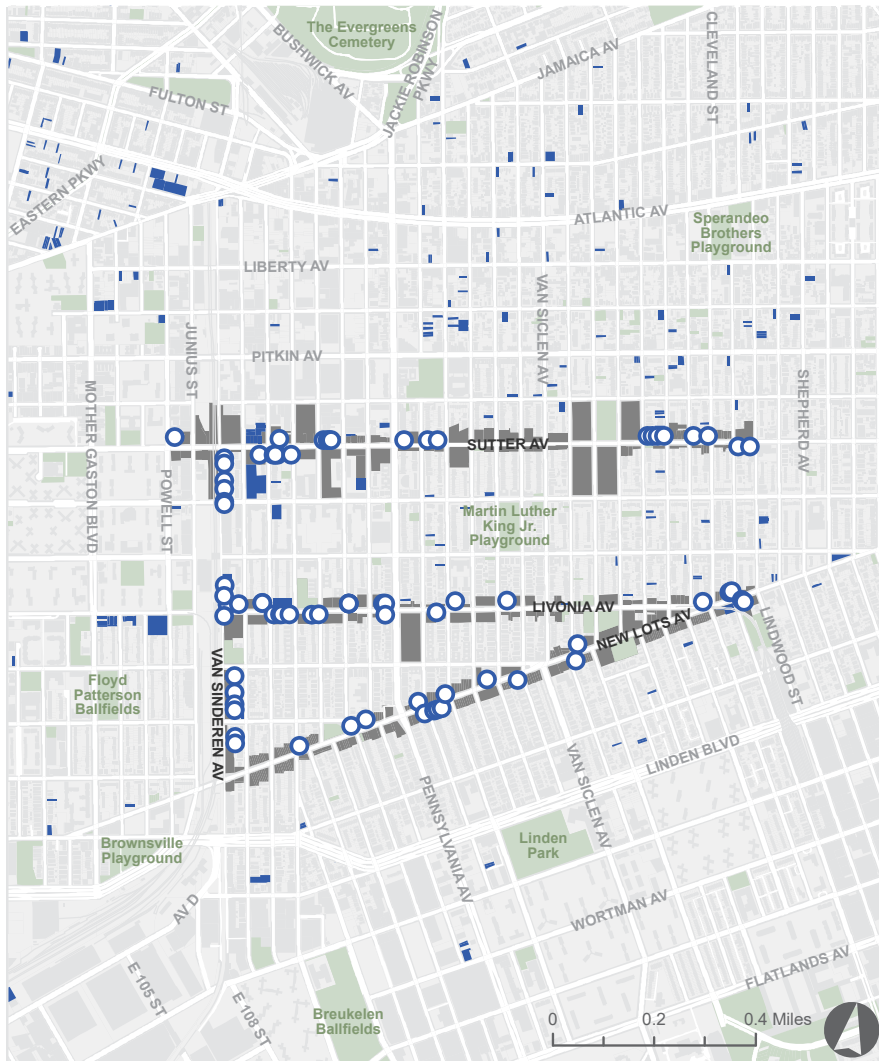 The Evergreens
Cemetery
BUSHWICK AV
JACKIE ROBINSON
PKWY
JAMAICA AV
CLEVELAND ST
FULTON ST
EASTERN PKWY
ATLANTIC AV
Sperandeo
Brothers
Playground
LIBERTY AV
VAN SICLEN AV
JUNIUS ST
PITKIN AV
MOTHER GASTON BLVD
SHEPHERD AV
SUTTER AV
POWELL ST
Martin Luther
King Jr.
Playground
LIVONIA AV
NEW LOTS AV
LINDWOOD ST
VAN SINDEREN AV
Floyd
Patterson
Ballfields
LINDEN BLVD
VAN SICLEN AV
PENNSYLVANIA AV
Brownsville
Playground
Linden
Park
AV D
WORTMAN AV
E 105 ST
E 108 ST
FLATLANDS AV
Breukelen
Ballfields
0 0.2 0.4 Miles